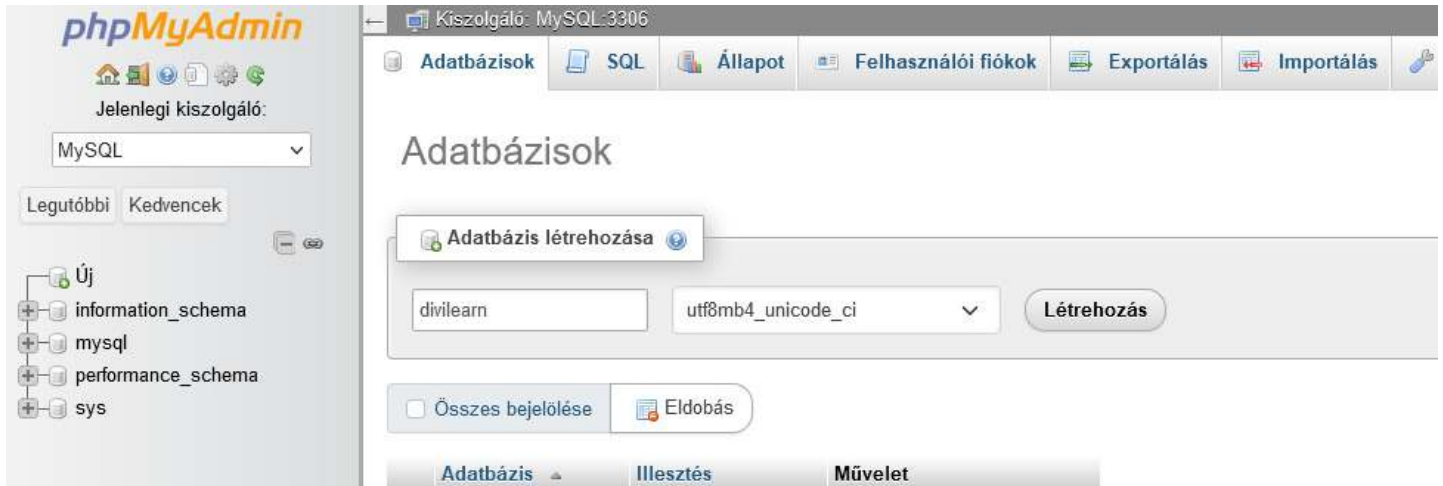 phpMyAdmin
Jelenlegi kiszolgáló:
MySQL
Legutóbbi Kedvencek
Új
information_schema
mysql
performance_schema
sys
Kiszolgáló: MySQL:3306
Adatbázisok SQL Állapot Felhasználói fiókok Exportálás Importálás
Adatbázisok
Adatbázis létrehozása
divilearn utf8mb4_unicode_ci Létrehozás
Összes bejelölése Eldobás
Adatbázis Illesztés Művelet